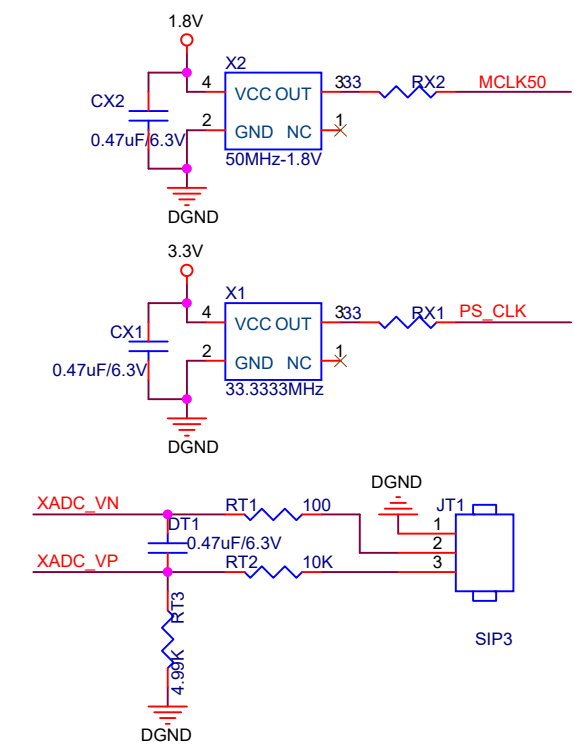 1.8V
X2
4 VCC OUT 3 33 RX2 MCLK50
CX2
2 GND NC 1
0.47uF/6.3V
50MHz-1.8V
DGND
3.3V
X1
4 VCC OUT 3 33 RX1 PS_CLK
CX1
2 GND NC 1
0.47uF/6.3V
33.3333MHz
DGND
DGND
XADC_VN RT1 100 JT1
DT1 1
0.47uF/6.3V 2
XADC_VP RT2 10K 3
RT3
4.99K
SIP3
DGND